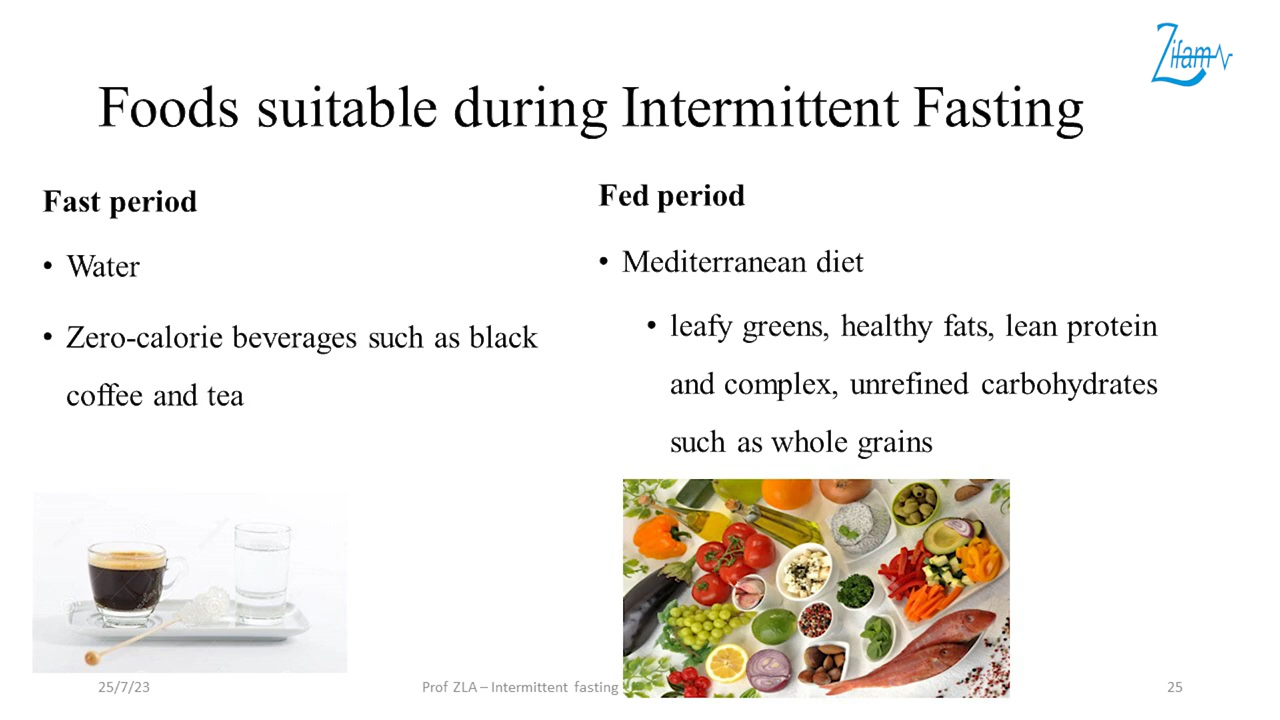 Zifam
Foods suitable during Intermittent Fasting
Fast period
• Water
• Zero-calorie beverages such as black
coffee and tea
Fed period
• Mediterranean diet
• leafy greens, healthy fats, lean protein
and complex, unrefined carbohydrates
such as whole grains
25/7/23
Prof ZLA – Intermittent fasting
25